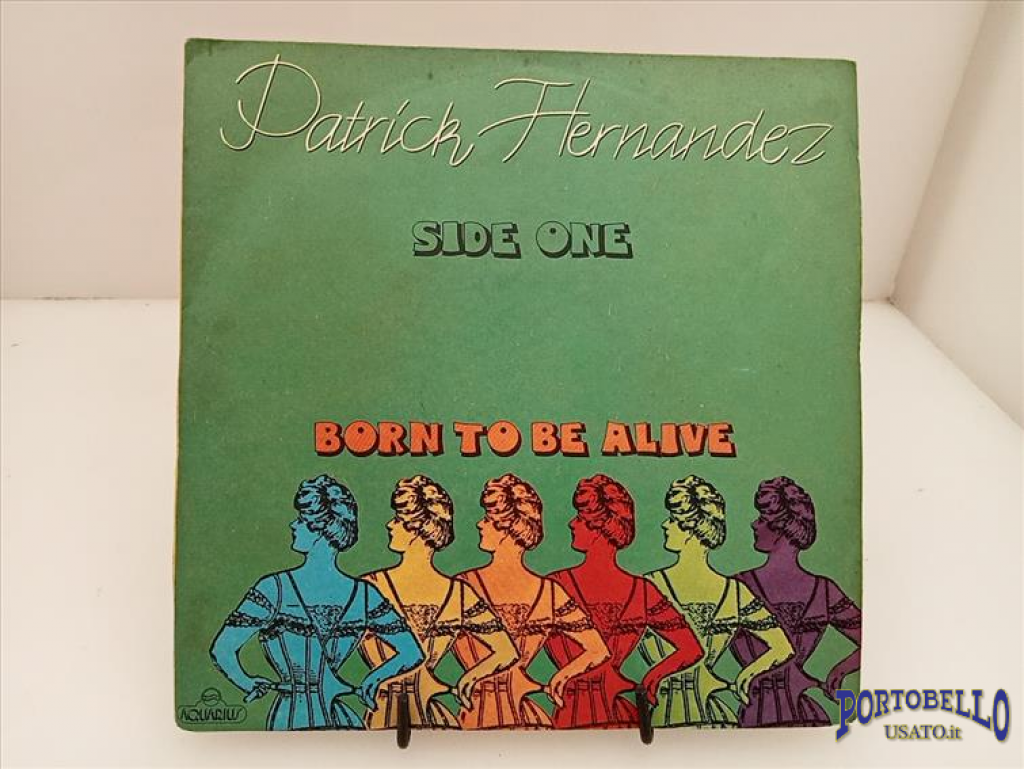 Patrick Hernandez
SIDE ONE
BORN TO BE ALIVE
AQUARIUS
PORTOBELLO
USATO.it